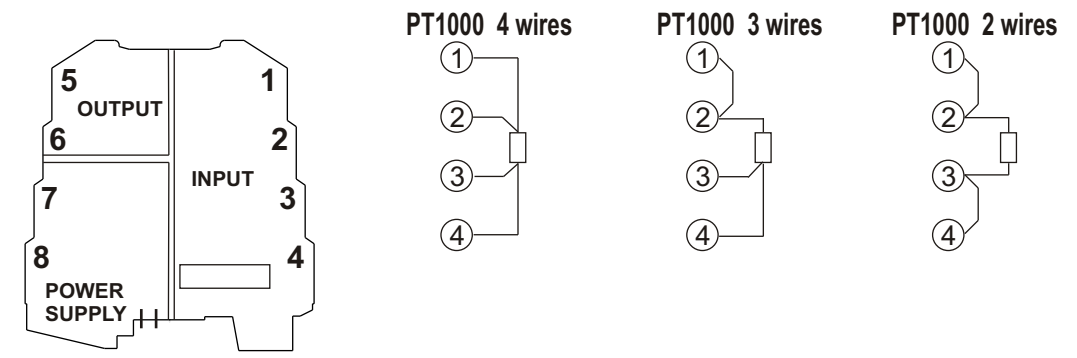 PT1000 4 wires
PT1000 3 wires
PT1000 2 wires
5
OUTPUT
6
7
8
POWER
SUPPLY
1
2
INPUT
3
4
1
2
3
4
1
2
3
4
1
2
3
4